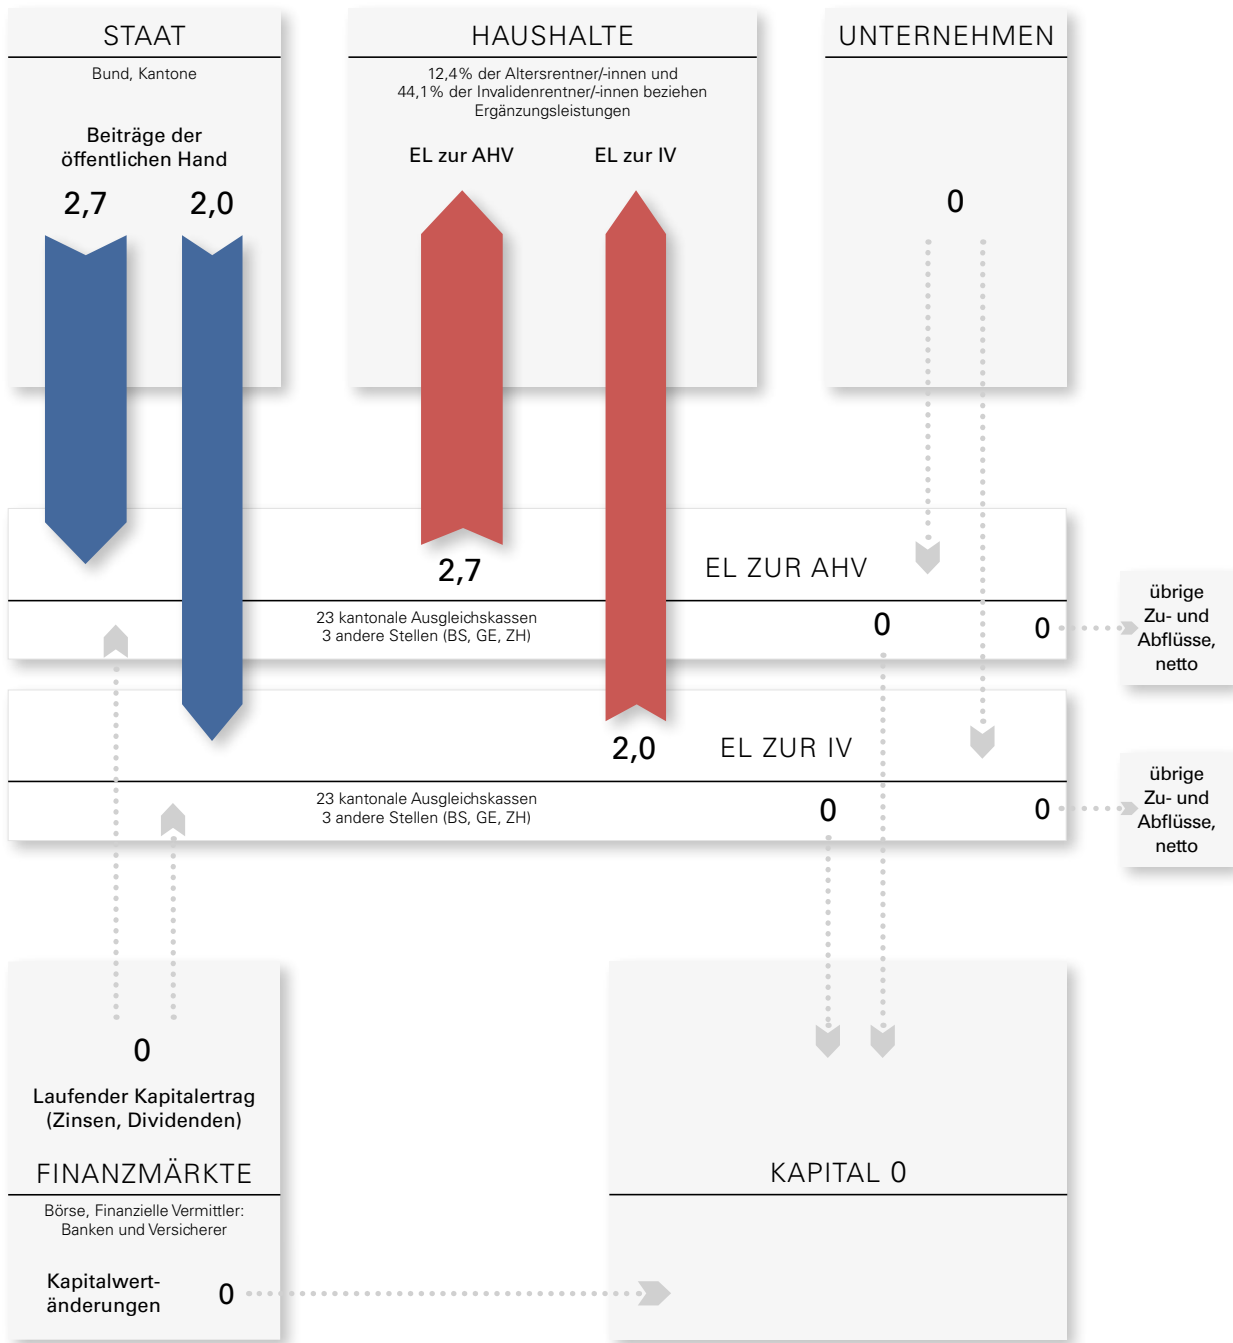 STAAT
Bund, Kantone
Beiträge der
öffentlichen Hand
2,7
2,0
HAUSHALTE
12,4% der Altersrentner/-innen und
44,1% der Invalidenrentner/-innen beziehen
Ergänzungsleistungen
EL zur AHV
EL zur IV
UNTERNEHMEN
0
2,7
EL ZUR AHV
23 kantonale Ausgleichskassen
3 andere Stellen (BS, GE, ZH)
0
0
übrige
Zu- und
Abflüsse,
netto
2,0
EL ZUR IV
23 kantonale Ausgleichskassen
3 andere Stellen (BS, GE, ZH)
0
0
übrige
Zu- und
Abflüsse,
netto
0
Laufender Kapitalertrag
(Zinsen, Dividenden)
FINANZMÄRKTE
Börse, Finanzielle Vermittler:
Banken und Versicherer
Kapitalwert-
änderungen
0
KAPITAL 0